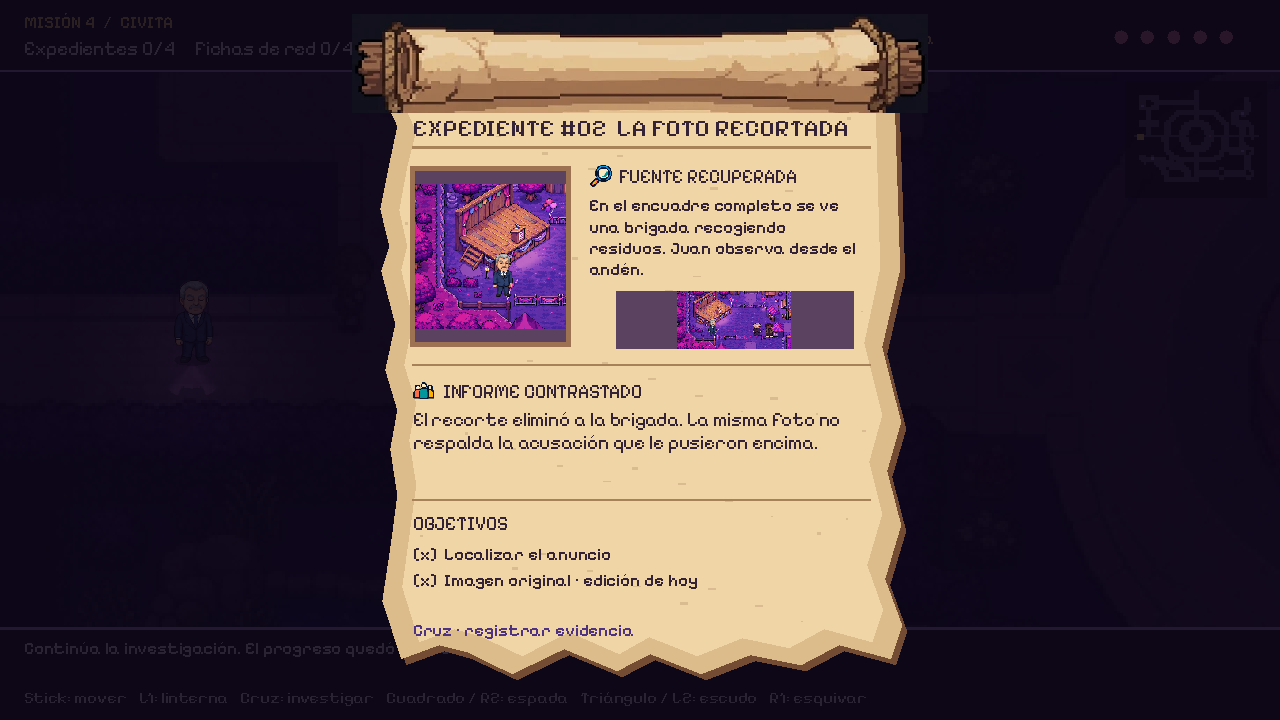 MISIÓN 4 / CIVITA
Expedientes 0/4 Fichas de red 0/4
EXPEDIENTE #02 LA FOTO RECORTADA
FUENTE RECUPERADA
En el encuadre completo se ve
una brigada recogiendo
residuos. Juan observa desde el
andén.
INFORME CONTRASTADO
El recorte eliminó a la brigada. La misma foto no
respalda la acusación que le pusieron encima.
OBJETIVOS
(x) Localizar el anuncio
(x) Imagen original · edición de hoy
Cruz · registrar evidencia
Continúa la investigación. El progreso quedó
Stick: mover L1: linterna Cruz: investigar Cuadrado / R2: espada Triángulo / L2: escudo R1: esquivar